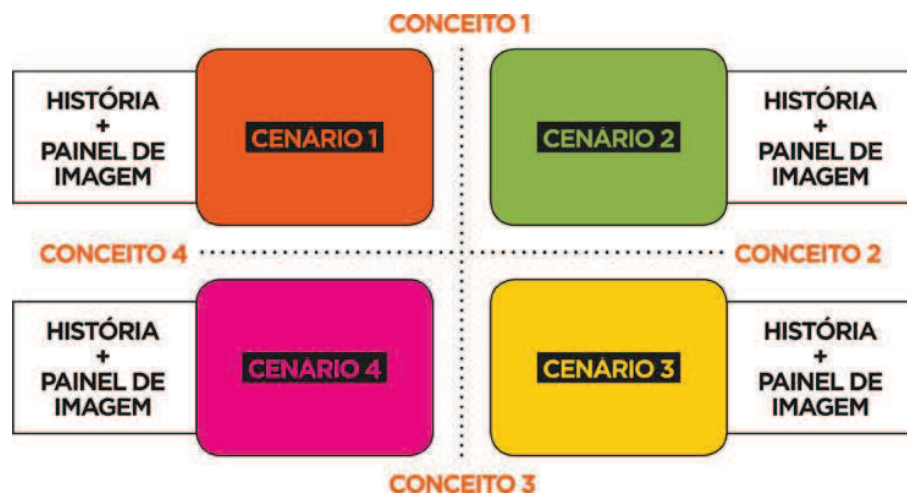 CONCEITO 1
HISTÓRIA
+
PAINEL DE
IMAGEM
CENÁRIO 1
CENÁRIO 2
HISTÓRIA
+
PAINEL DE
IMAGEM
CONCEITO 4
CONCEITO 2
HISTÓRIA
+
PAINEL DE
IMAGEM
CENÁRIO 4
CENÁRIO 3
HISTÓRIA
+
PAINEL DE
IMAGEM
CONCEITO 3